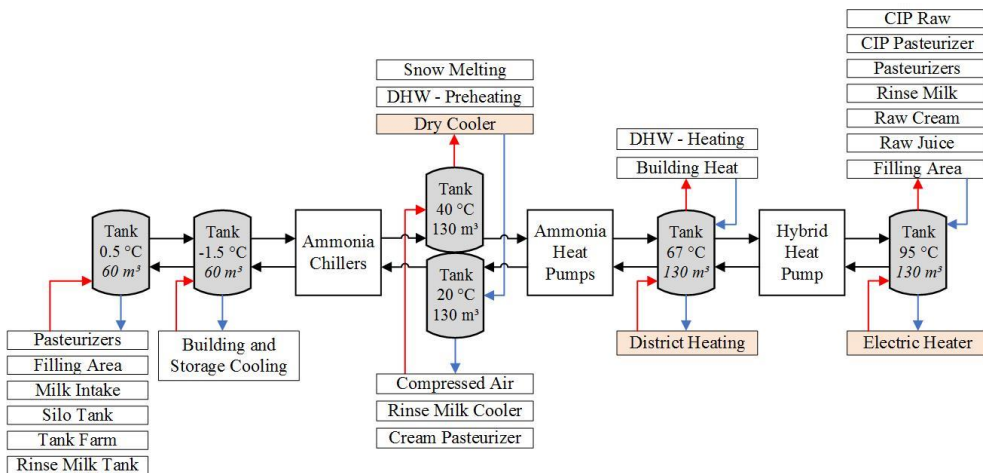 CIP Raw
CIP Pasteurizer
Pasteurizers
Rinse Milk
Raw Cream
Raw Juice
Filling Area
Snow Melting
DHW - Preheating
Dry Cooler
DHW - Heating
Building Heat
Tank
0.5 °C
60 m³
Tank
-1.5 °C
60 m³
Ammonia
Chillers
Tank
40 °C
130 m³
Tank
20 °C
130 m³
Ammonia
Heat
Pumps
Tank
67 °C
130 m³
Hybrid
Heat
Pump
Tank
95 °C
130 m³
Pasteurizers
Filling Area
Milk Intake
Silo Tank
Tank Farm
Rinse Milk Tank
Building and
Storage Cooling
Compressed Air
Rinse Milk Cooler
Cream Pasteurizer
District Heating
Electric Heater